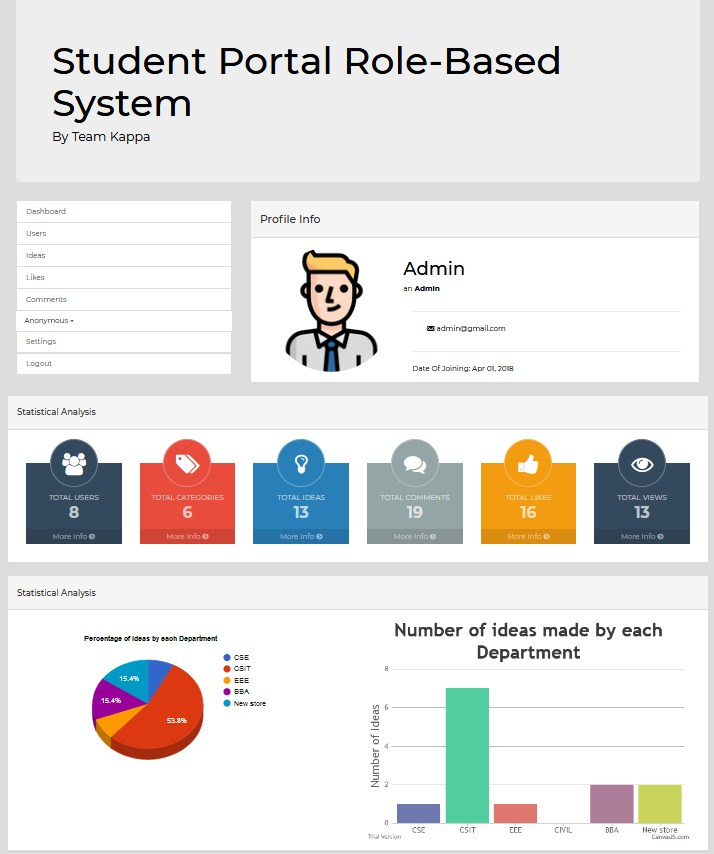 Student Portal Role-Based
System
By Team Kappa
Dashboard
Users
Ideas
Likes
Comments
Anonymous
Settings
Logout
Profile Info
Admin
an Admin
admin@gmail.com
Date Of Joining: Apr 01, 2018
Statistical Analysis
TOTAL USERS
8
More Info
TOTAL CATEGORIES
6
More Info
TOTAL IDEAS
13
More Info
TOTAL COMMENTS
19
More Info
TOTAL LIKES
16
More Info
TOTAL VIEWS
13
More Info
Statistical Analysis
Percentage of Ideas by each Department
15.4%
15.4%
53.8%
CSE
CSIT
EEE
BBA
New store
Number of ideas made by each
Department
Number of Ideas
8
6
4
2
0
CSE
CSIT
EEE
CIVIL
BBA
New store
Trial Version
CanvasJS.com